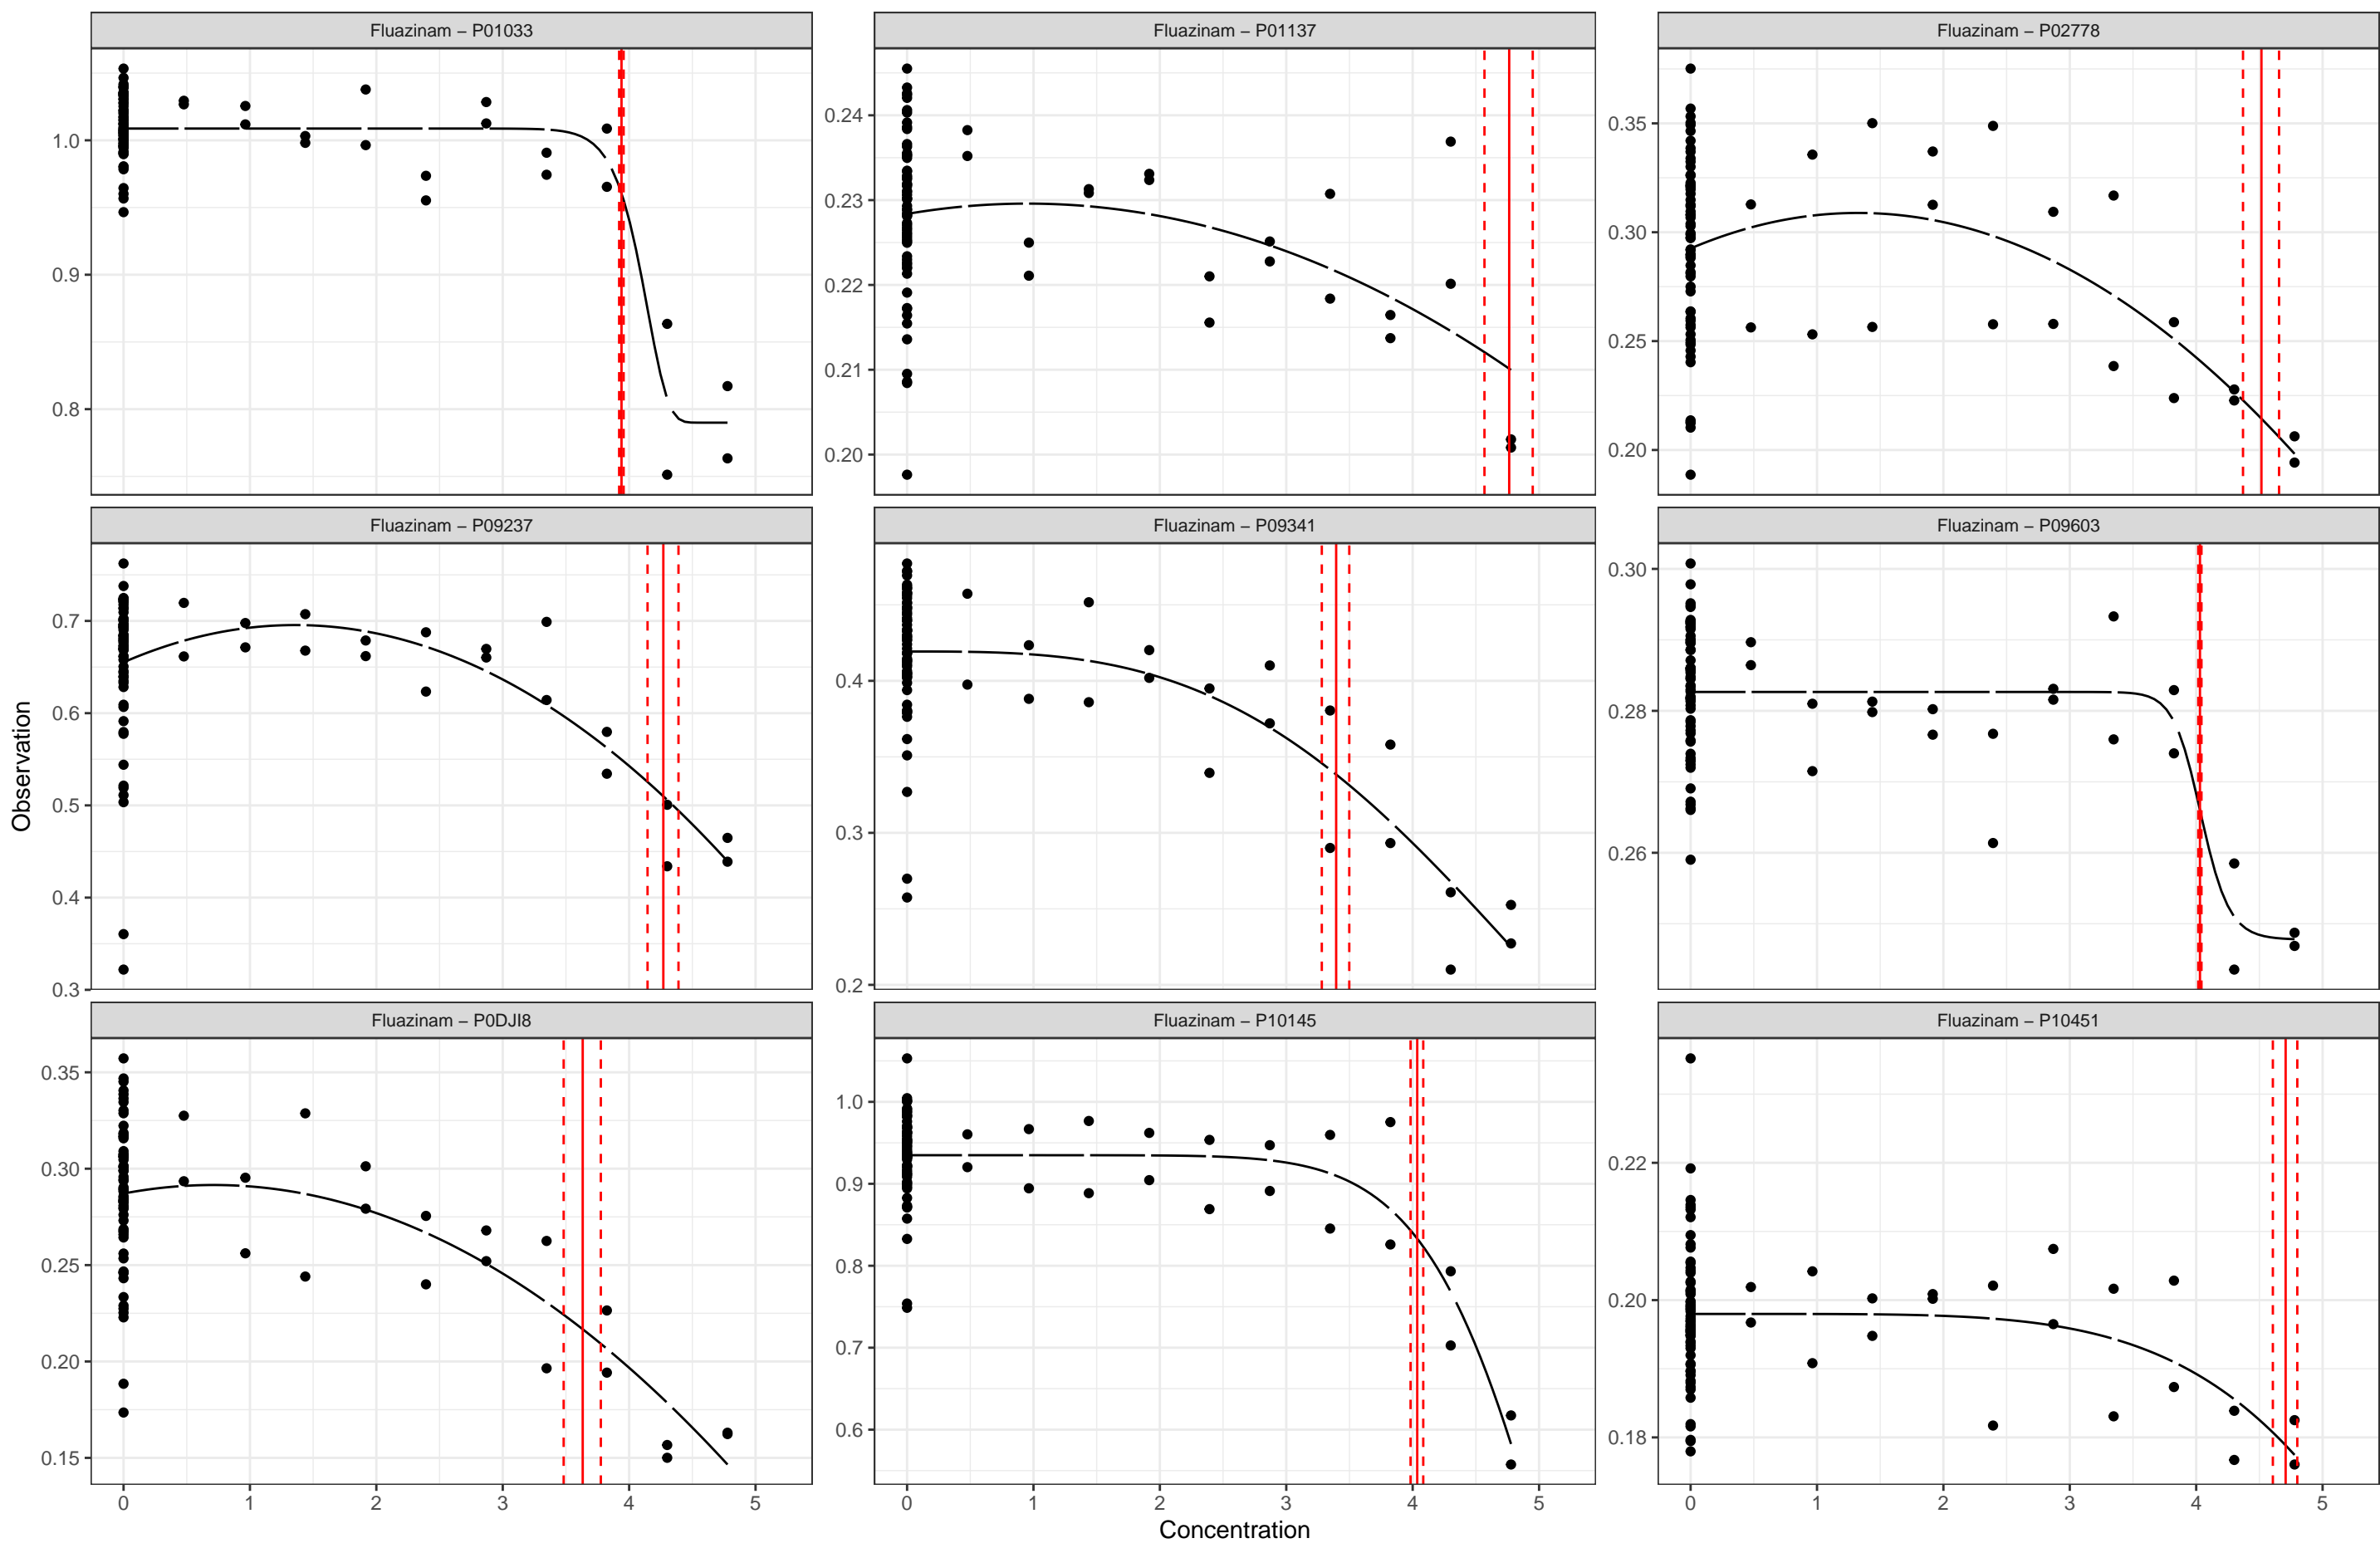 Fluazinam – P01033
Fluazinam – P01137
Fluazinam – P02778
1.0
0.9
0.8
0.24
0.23
0.22
0.21
0.20
0.35
0.30
0.25
0.20
Fluazinam – P09237
Fluazinam – P09341
Fluazinam – P09603
0.7
0.6
0.5
0.4
0.3
0.4
0.3
0.2
0.30
0.28
0.26
Observation
Fluazinam – P0DJI8
Fluazinam – P10145
Fluazinam – P10451
0.35
0.30
0.25
0.20
0.15
1.0
0.9
0.8
0.7
0.6
0.22
0.20
0.18
0 1 2 3 4 5
0 1 2 3 4 5
0 1 2 3 4 5
Concentration